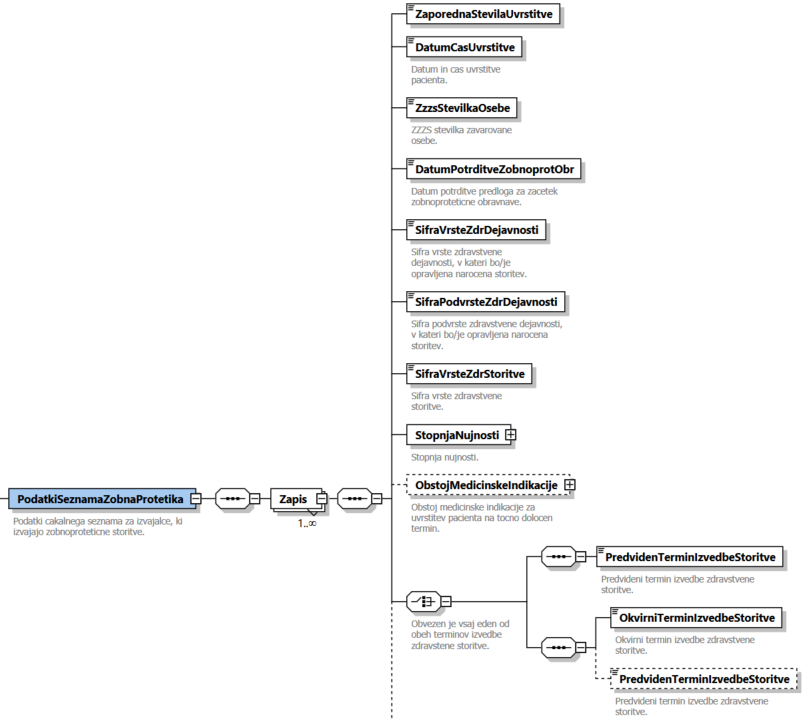 ZaporednaStevilaUvrstitve
DatumCasUvrstitve
Datum in cas uvrstitve
pacienta.
ZzzsStevilkaOsebe
ZZZS stevilka zavarovane
osebe.
DatumPotrditveZobnoprotObr
Datum potrditve predloga za zacetek
zobnoproteticne obravnave.
SifraVrsteZdrDejavnosti
Sifra vrste zdravstvene
dejavnosti, v kateri bo/je
opravljena narocena storitev.
SifraPodvrsteZdrDejavnosti
Sifra podvrste zdravstvene dejavnosti,
v kateri bo/je opravljena narocena
storitev.
SifraVrsteZdrStoritve
Sifra vrste zdravstvene
storitve.
StopnjaNujnosti
Stopnja nujnosti.
ObstojMedicinskeIndikacije
Obstoj medicinske indikacije za
uvrstitev pacienta na tocno dolocen
termin.
PodatkiSeznamaZobnaProtetika
Podatki cakalnega seznama za izvajalce, ki
izvajajo zobnoproteticne storitve.
Zapis
1..∞
Obvezen je vsaj eden od
obeh terminov izvedbe
zdravstene storitve.
PredvidenTerminIzvedbeStoritve
Predvideni termin izvedbe zdravstvene
storitve.
OkvirniTerminIzvedbeStoritve
Okvirni termin izvedbe zdravstvene
storitve.
PredvidenTerminIzvedbeStoritve
Predvideni termin izvedbe zdravstvene
storitve.